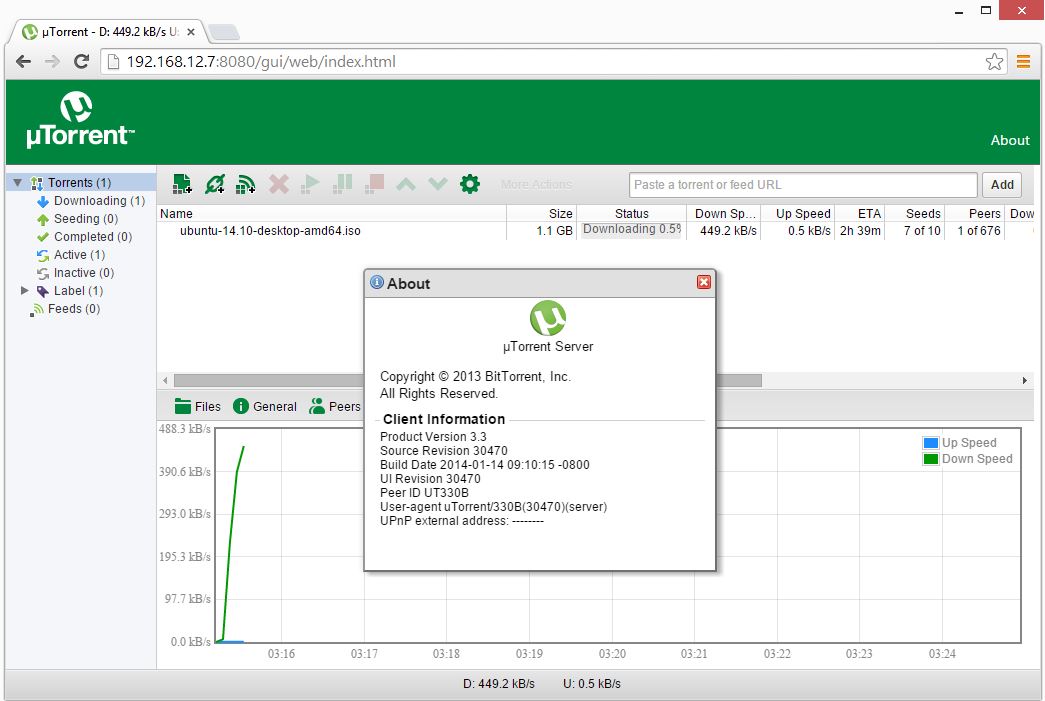 µTorrent - D: 449.2 kB/s U:
192.168.12.7:8080/gui/web/index.html
µTorrent™
About
Torrents (1)
Downloading (1)
Seeding (0)
Completed (0)
Active (1)
Inactive (0)
Label (1)
Feeds (0)
More Actions
Paste a torrent or feed URL
Add
Name Size Status Down Sp... Up Speed ETA Seeds Peers Dow
ubuntu-14.10-desktop-amd64.iso 1.1 GB Downloading 0.5% 449.2 kB/s 0.5 kB/s 2h 39m 7 of 10 1 of 676
About
µTorrent Server
Copyright © 2013 BitTorrent, Inc.
All Rights Reserved.
Client Information
Product Version 3.3
Source Revision 30470
Build Date 2014-01-14 09:10:15 -0800
UI Revision 30470
Peer ID UT330B
User-agent uTorrent/330B(30470)(server)
UPnP external address: --------
Files General Peers
488.3 kB/s
390.6 kB/s
293.0 kB/s
195.3 kB/s
97.7 kB/s
0.0 kB/s
Up Speed
Down Speed
03:16 03:17 03:18 03:19 03:20 03:21 03:22 03:23 03:24
D: 449.2 kB/s U: 0.5 kB/s